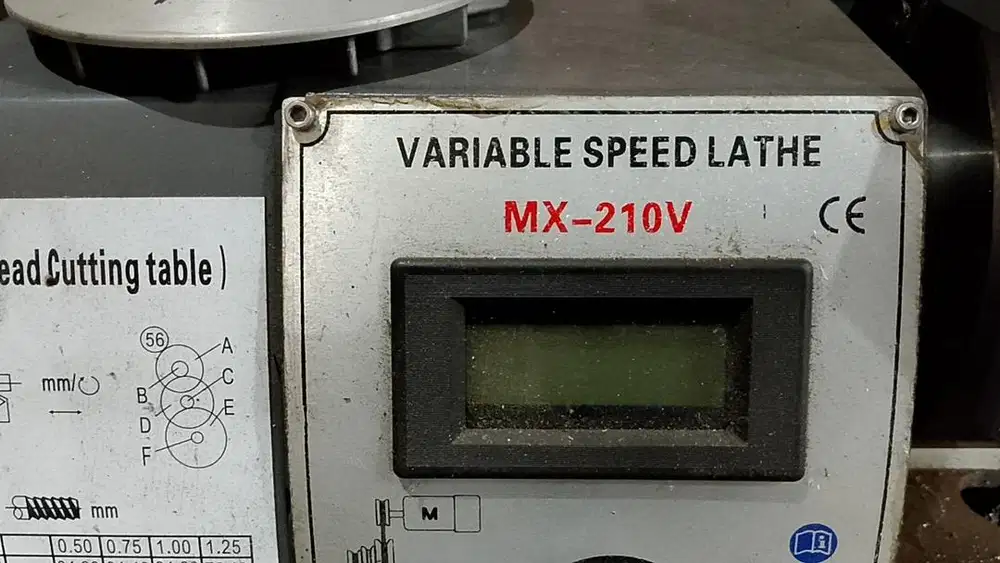 VARIABLE SPEED LATHE
MX-210V
CE
ead Cutting table )
56
A
B
C
D
E
F
mm/
mm
M
0.50 0.75 1.00 1.25